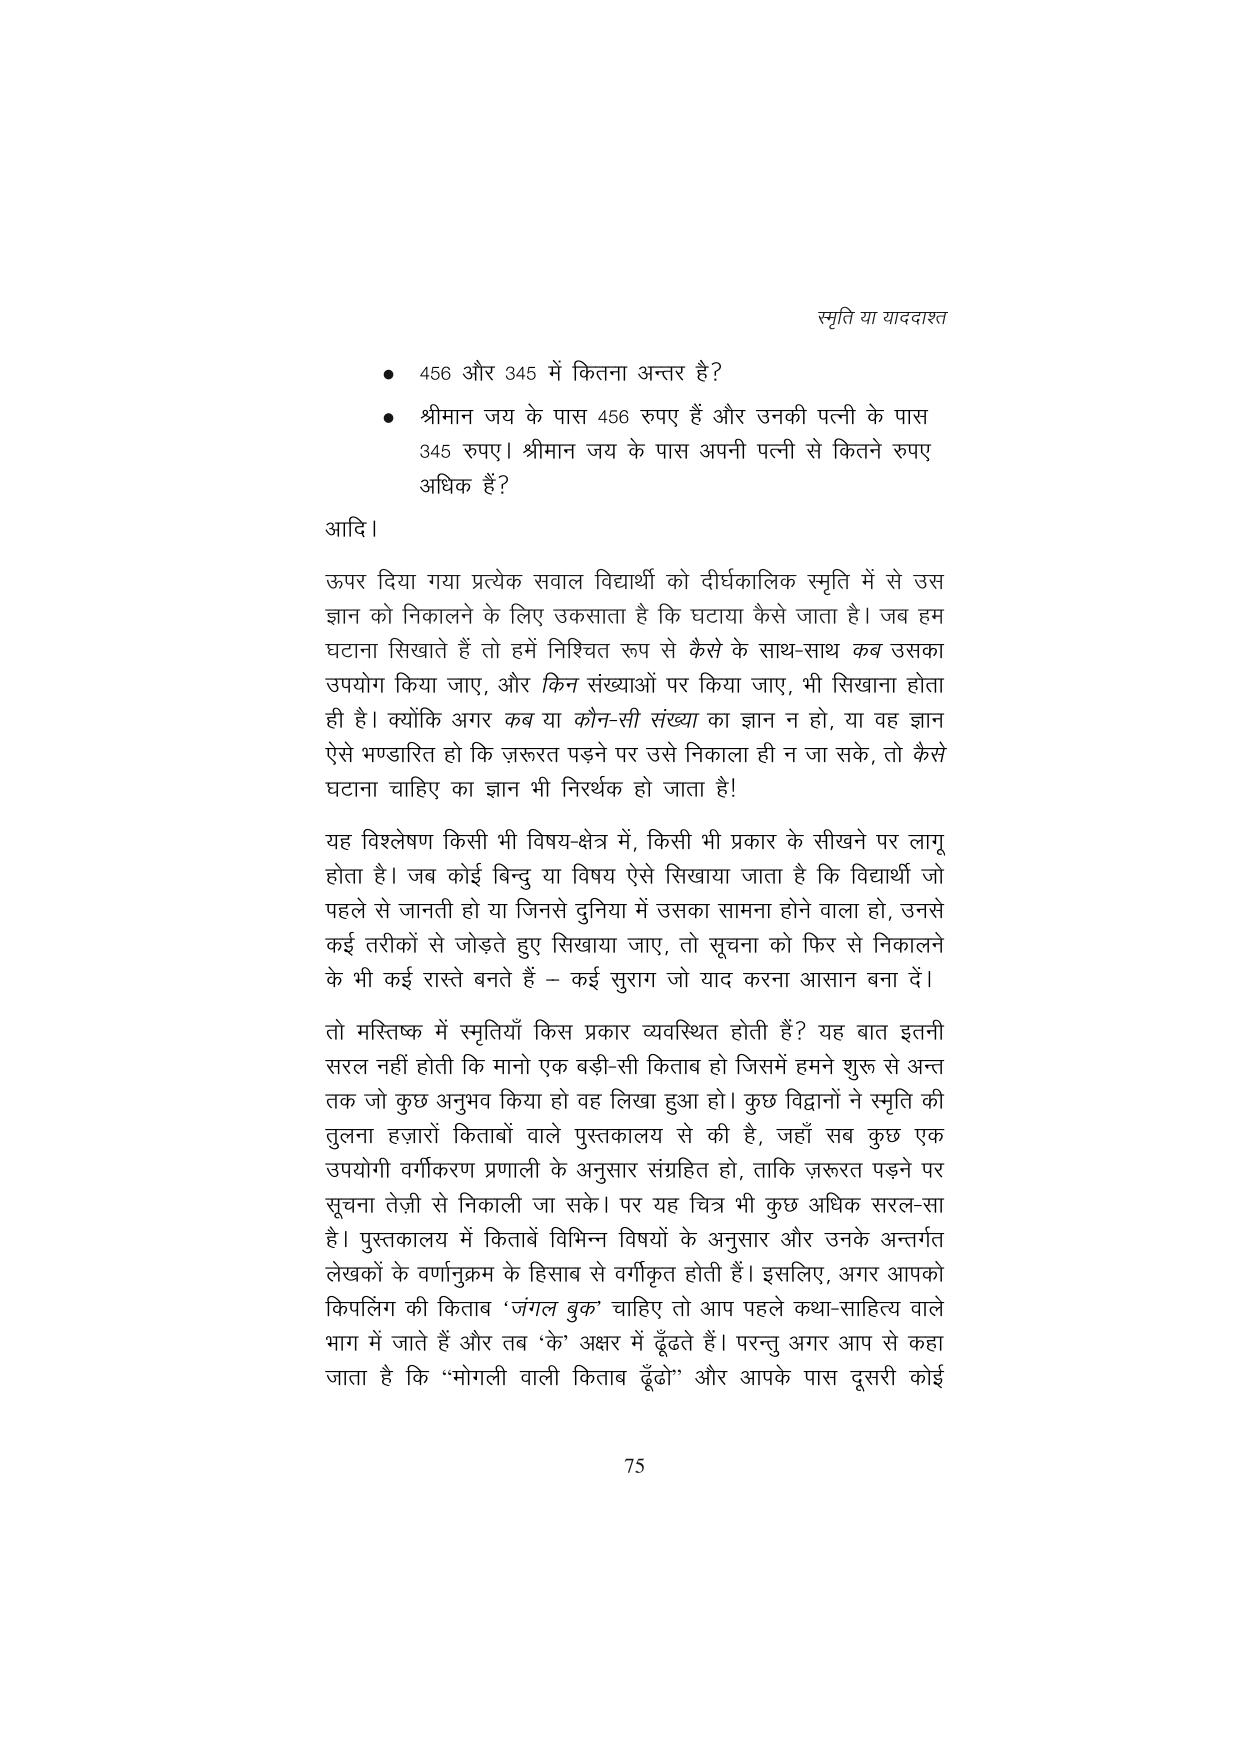 स्मृति या याददाश्त
● 456 और 345 में कितना अन्तर है?
● श्रीमान जय के पास 456 रुपए हैं और उनकी पत्नी के पास
345 रुपए। श्रीमान जय के पास अपनी पत्नी से कितने रुपए
अधिक हैं?
आदि।
ऊपर दिया गया प्रत्येक सवाल विद्यार्थी को दीर्घकालिक स्मृति में से उस
ज्ञान को निकालने के लिए उकसाता है कि घटाया कैसे जाता है। जब हम
घटाना सिखाते हैं तो हमें निश्चित रूप से कैसे के साथ-साथ कब उसका
उपयोग किया जाए, और किन संख्याओं पर किया जाए, भी सिखाना होता
ही है। क्योंकि अगर कब या कौन-सी संख्या का ज्ञान न हो, या वह ज्ञान
ऐसे भण्डारित हो कि ज़रूरत पड़ने पर उसे निकाला ही न जा सके, तो कैसे
घटाना चाहिए का ज्ञान भी निरर्थक हो जाता है!
यह विश्लेषण किसी भी विषय-क्षेत्र में, किसी भी प्रकार के सीखने पर लागू
होता है। जब कोई बिन्दु या विषय ऐसे सिखाया जाता है कि विद्यार्थी जो
पहले से जानती हो या जिनसे दुनिया में उसका सामना होने वाला हो, उनसे
कई तरीकों से जोड़ते हुए सिखाया जाए, तो सूचना को फिर से निकालने
के भी कई रास्ते बनते हैं – कई सुराग जो याद करना आसान बना दें।
तो मस्तिष्क में स्मृतियाँ किस प्रकार व्यवस्थित होती हैं? यह बात इतनी
सरल नहीं होती कि मानो एक बड़ी-सी किताब हो जिसमें हमने शुरू से अन्त
तक जो कुछ अनुभव किया हो वह लिखा हुआ हो। कुछ विद्वानों ने स्मृति की
तुलना हज़ारों किताबों वाले पुस्तकालय से की है, जहाँ सब कुछ एक
उपयोगी वर्गीकरण प्रणाली के अनुसार संग्रहित हो, ताकि ज़रूरत पड़ने पर
सूचना तेज़ी से निकाली जा सके। पर यह चित्र भी कुछ अधिक सरल-सा
है। पुस्तकालय में किताबें विभिन्न विषयों के अनुसार और उनके अन्तर्गत
लेखकों के वर्णानुक्रम के हिसाब से वर्गीकृत होती हैं। इसलिए, अगर आपको
किपलिंग की किताब ‘जंगल बुक’ चाहिए तो आप पहले कथा-साहित्य वाले
भाग में जाते हैं और तब ‘के’ अक्षर में ढूँढते हैं। परन्तु अगर आप से कहा
जाता है कि “मोगली वाली किताब ढूँढो” और आपके पास दूसरी कोई
75